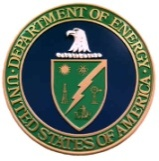 DEPARTMENT OF ENERGY
UNITED STATES OF AMERICA